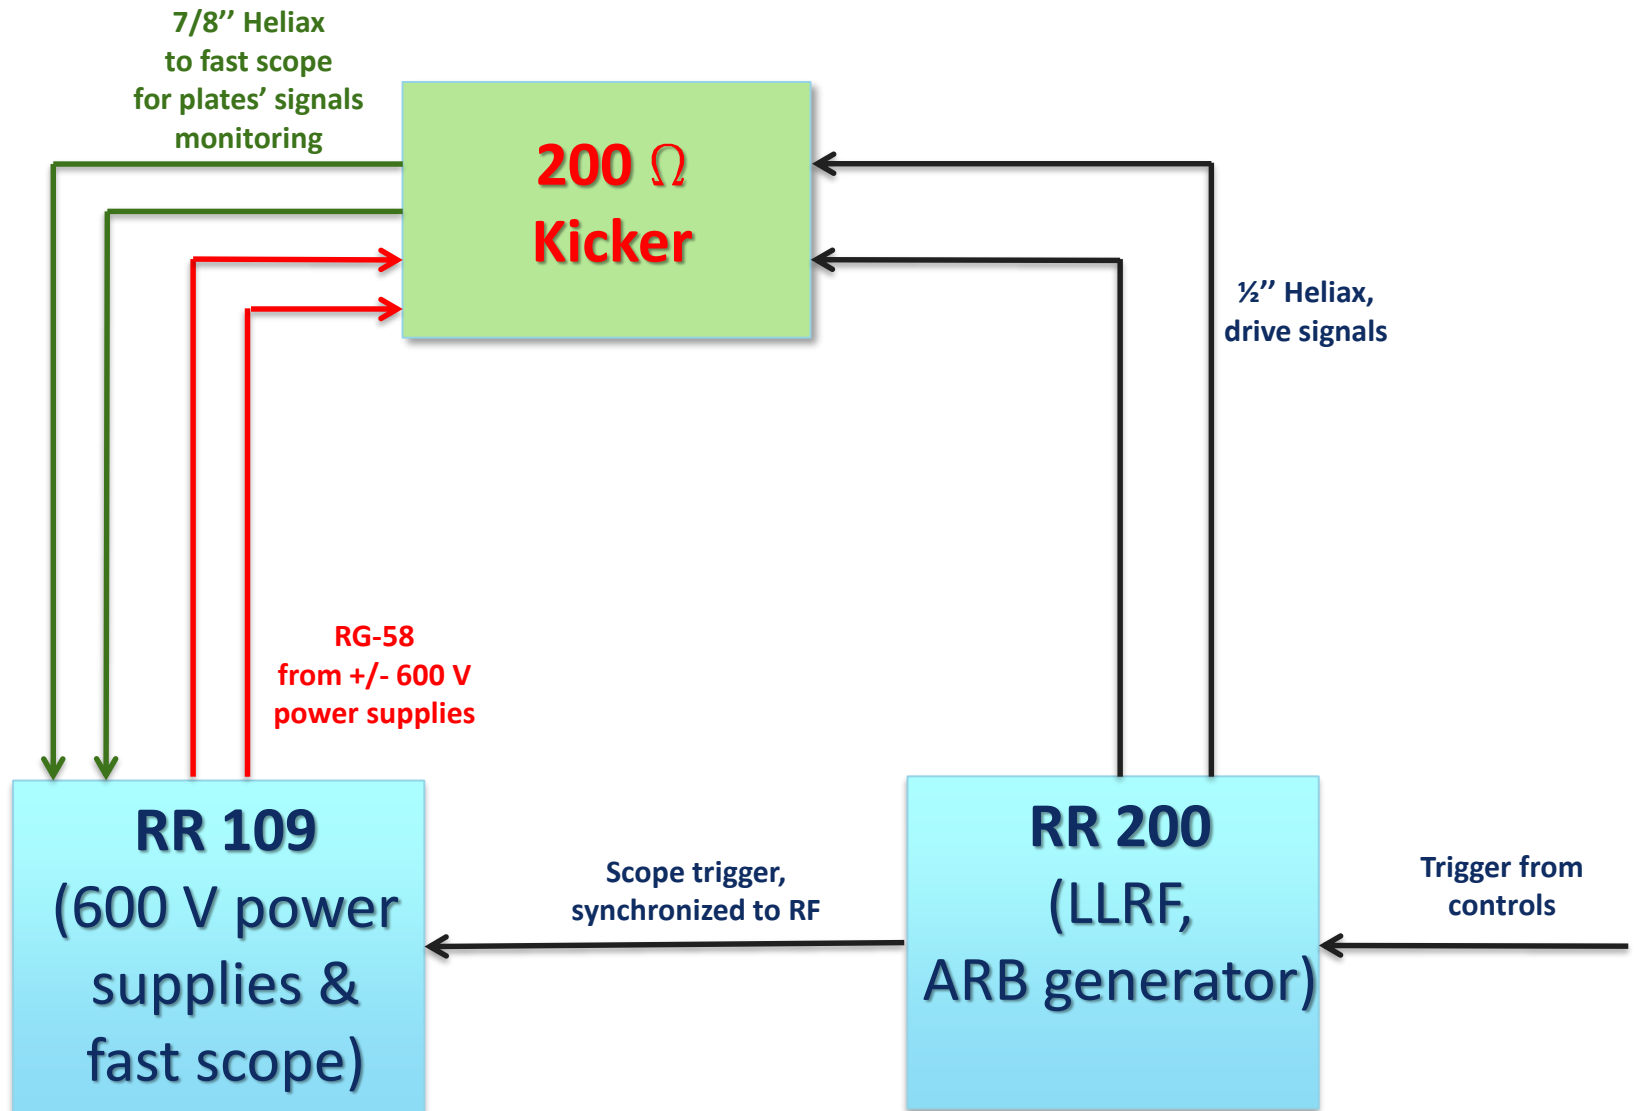 7/8’’ Heliax
to fast scope
for plates’ signals
monitoring
200 Ω
Kicker
½’’ Heliax,
drive signals
RG-58
from +/- 600 V
power supplies
RR 109
(600 V power
supplies &
fast scope)
Scope trigger,
synchronized to RF
RR 200
(LLRF,
ARB generator)
Trigger from
controls